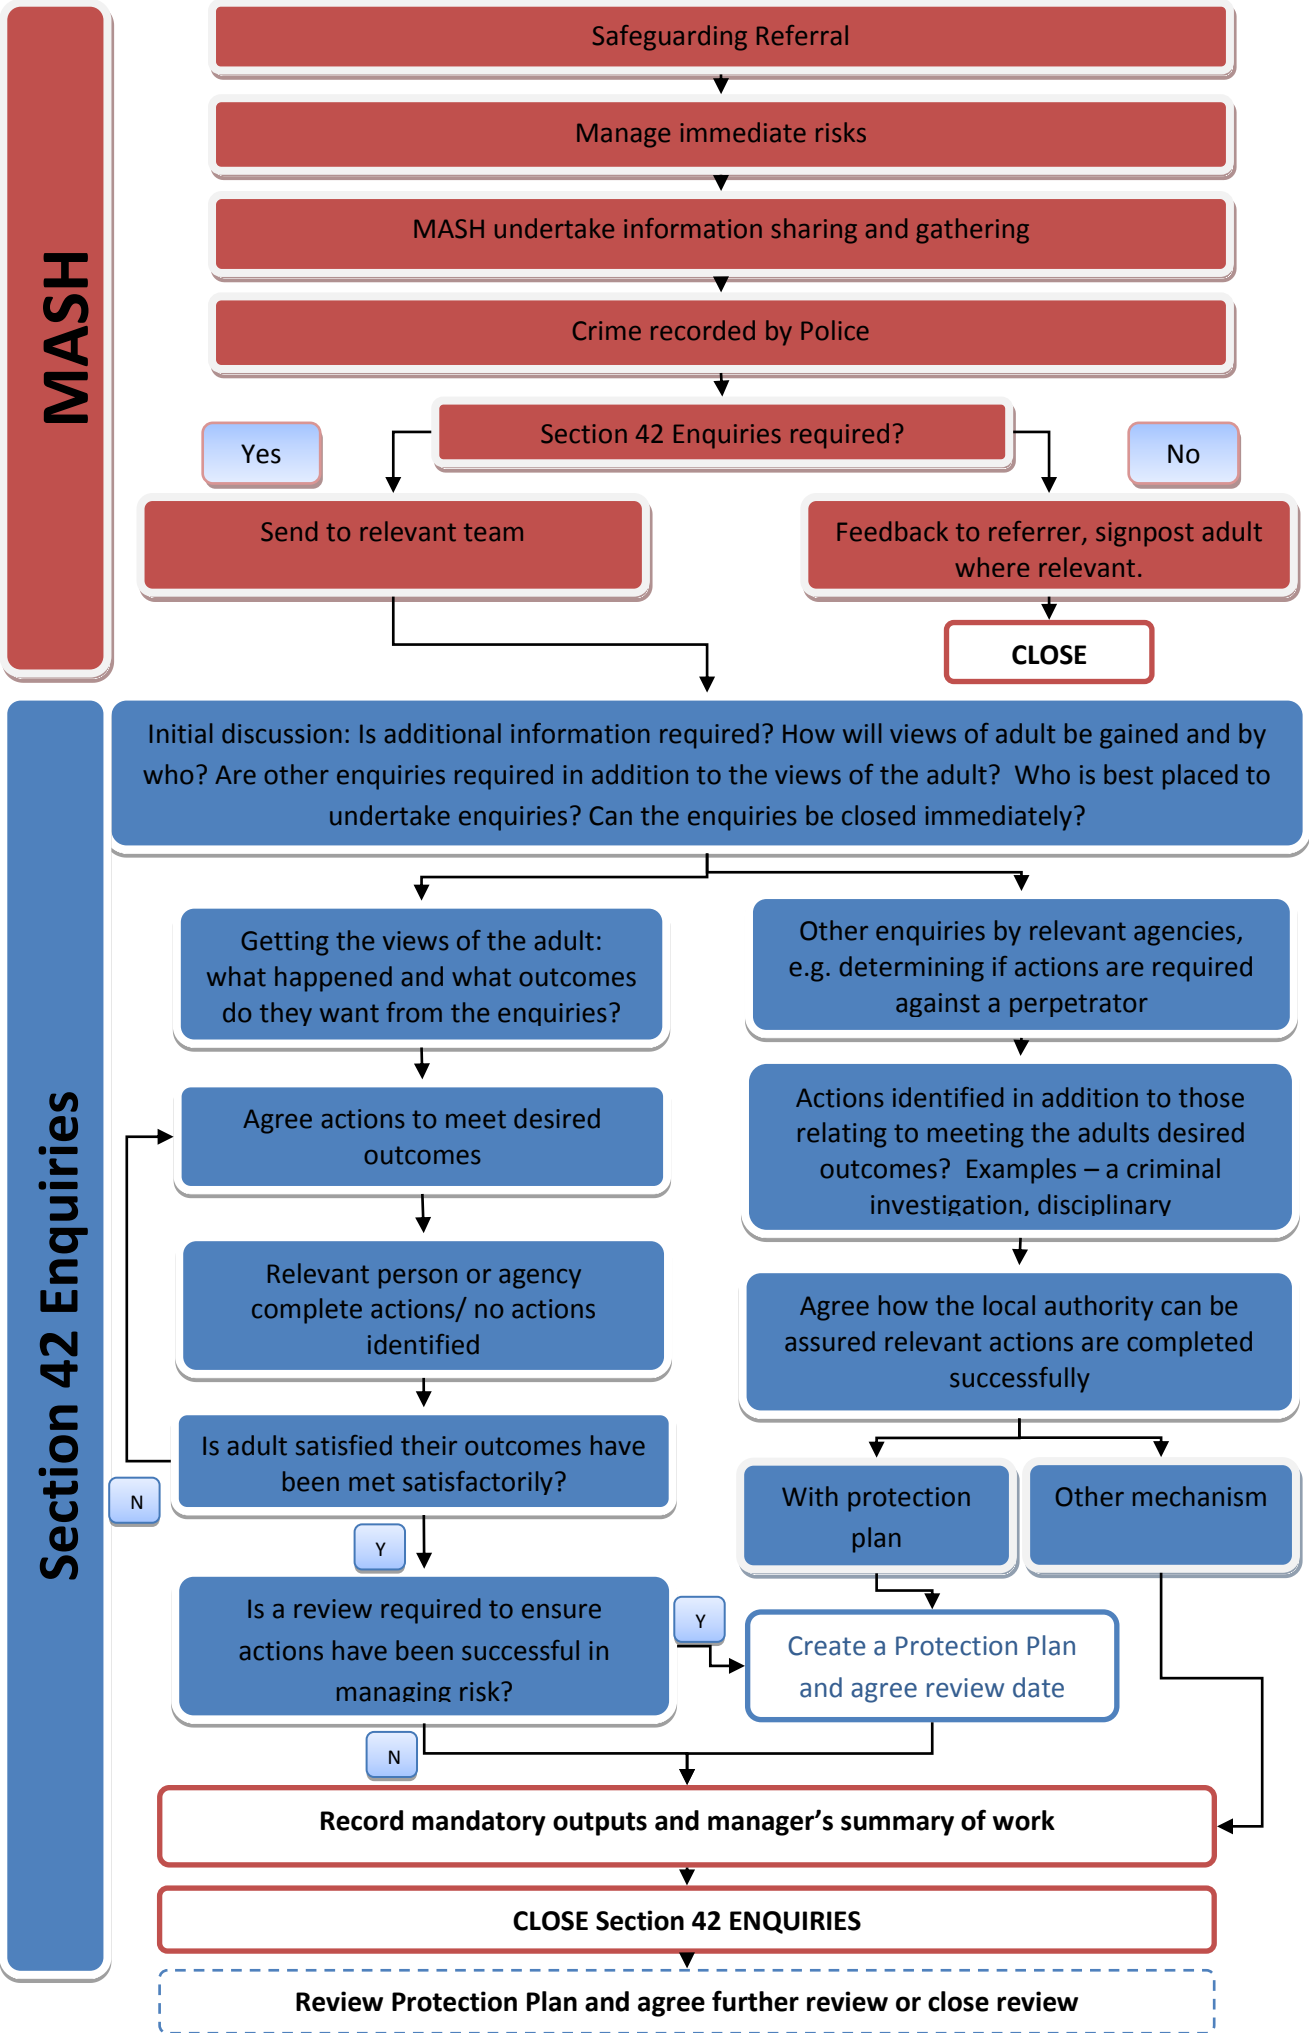 MASH
Safeguarding Referral
Manage immediate risks
MASH undertake information sharing and gathering
Crime recorded by Police
Section 42 Enquiries required?
Yes
No
Send to relevant team
Feedback to referrer, signpost adult
where relevant.
CLOSE
Section 42 Enquiries
Initial discussion: Is additional information required? How will views of adult be gained and by
who? Are other enquiries required in addition to the views of the adult?  Who is best placed to
undertake enquiries? Can the enquiries be closed immediately?
Getting the views of the adult:
what happened and what outcomes
do they want from the enquiries?
Other enquiries by relevant agencies,
e.g. determining if actions are required
against a perpetrator
Agree actions to meet desired
outcomes
Actions identified in addition to those
relating to meeting the adults desired
outcomes?  Examples – a criminal
investigation, disciplinary
Relevant person or agency
complete actions/ no actions
identified
Agree how the local authority can be
assured relevant actions are completed
successfully
Is adult satisfied their outcomes have
been met satisfactorily?
N
Y
With protection
plan
Other mechanism
Is a review required to ensure
actions have been successful in
managing risk?
Y
N
Create a Protection Plan
and agree review date
Record mandatory outputs and manager’s summary of work
CLOSE Section 42 ENQUIRIES
Review Protection Plan and agree further review or close review